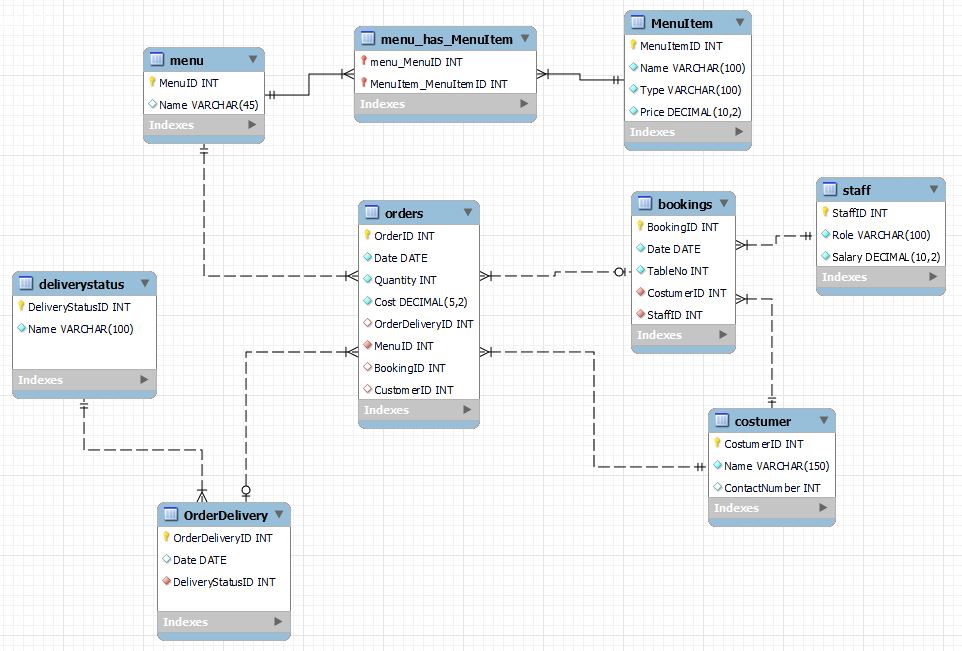 menu
MenuID INT
Name VARCHAR(45)
Indexes
menu_has_MenuItem
menu_MenuID INT
MenuItem_MenuItemID INT
Indexes
MenuItem
MenuItemID INT
Name VARCHAR(100)
Type VARCHAR(100)
Price DECIMAL(10,2)
Indexes
orders
OrderID INT
Date DATE
Quantity INT
Cost DECIMAL(5,2)
OrderDeliveryID INT
MenuID INT
BookingID INT
CustomerID INT
Indexes
bookings
BookingID INT
Date DATE
TableNo INT
CostumerID INT
StaffID INT
Indexes
staff
StaffID INT
Role VARCHAR(100)
Salary DECIMAL(10,2)
Indexes
deliverystatus
DeliveryStatusID INT
Name VARCHAR(100)
Indexes
costumer
CostumerID INT
Name VARCHAR(150)
ContactNumber INT
Indexes
OrderDelivery
OrderDeliveryID INT
Date DATE
DeliveryStatusID INT
Indexes